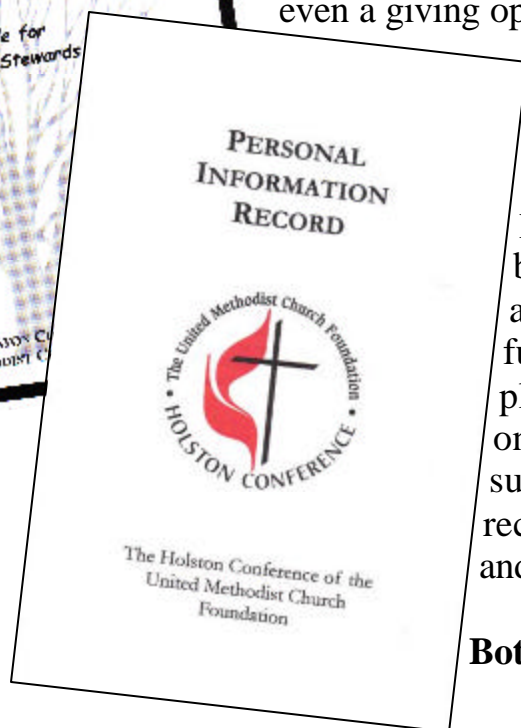 even a giving op
e for
Stewards
PERSONAL
INFORMATION
RECORD
The United Methodist Church Foundation
• HOLSTON CONFERENCE •
The Holston Conference of the
United Methodist Church
Foundation
b
a
fu
pl
or
su
rec
and
Bot